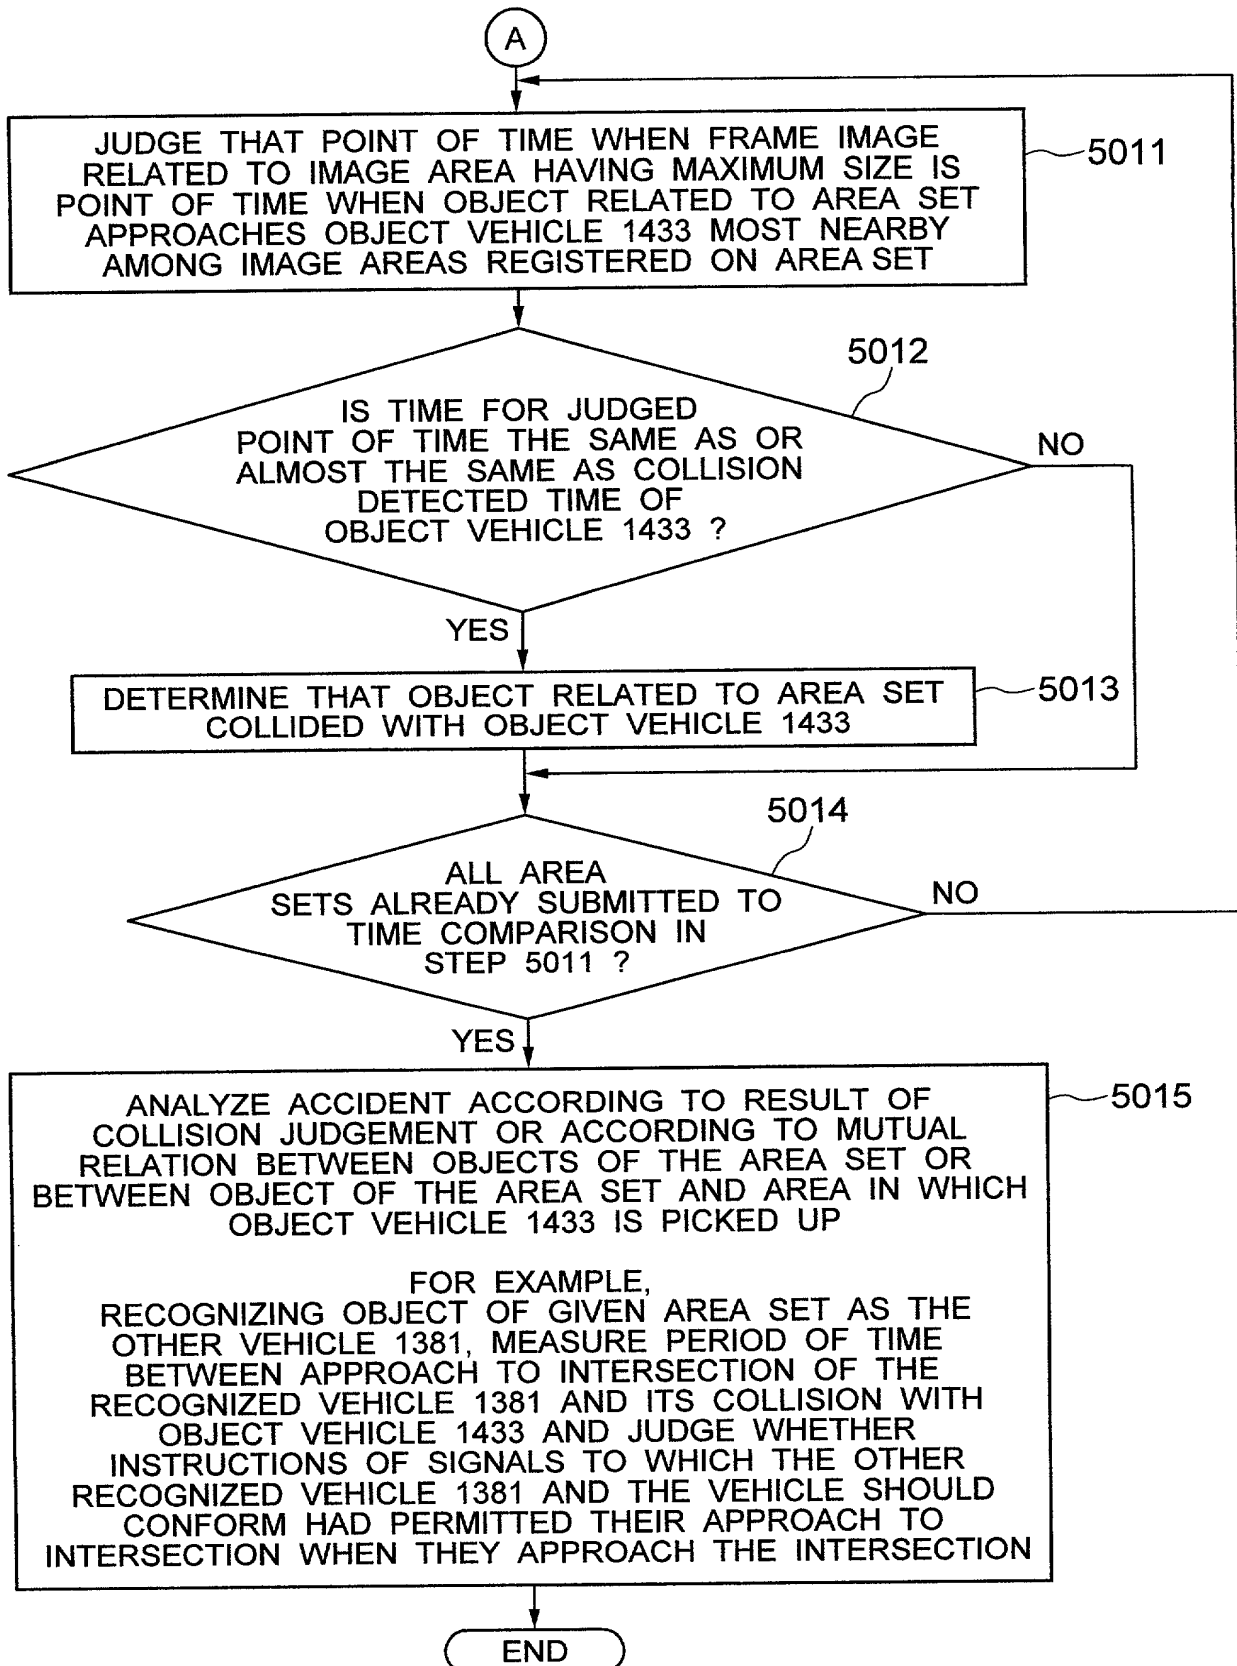 A
JUDGE THAT POINT OF TIME WHEN FRAME IMAGE
RELATED TO IMAGE AREA HAVING MAXIMUM SIZE IS
POINT OF TIME WHEN OBJECT RELATED TO AREA SET
APPROACHES OBJECT VEHICLE 1433 MOST NEARBY
AMONG IMAGE AREAS REGISTERED ON AREA SET
5011
5012
IS TIME FOR JUDGED
POINT OF TIME THE SAME AS OR
ALMOST THE SAME AS COLLISION
DETECTED TIME OF
OBJECT VEHICLE 1433 ?
NO
YES
DETERMINE THAT OBJECT RELATED TO AREA SET
COLLIDED WITH OBJECT VEHICLE 1433
5013
5014
ALL AREA
SETS ALREADY SUBMITTED TO
TIME COMPARISON IN
STEP 5011 ?
NO
YES
ANALYZE ACCIDENT ACCORDING TO RESULT OF
COLLISION JUDGEMENT OR ACCORDING TO MUTUAL
RELATION BETWEEN OBJECTS OF THE AREA SET OR
BETWEEN OBJECT OF THE AREA SET AND AREA IN WHICH
OBJECT VEHICLE 1433 IS PICKED UP
5015
FOR EXAMPLE,
RECOGNIZING OBJECT OF GIVEN AREA SET AS THE
OTHER VEHICLE 1381, MEASURE PERIOD OF TIME
BETWEEN APPROACH TO INTERSECTION OF THE
RECOGNIZED VEHICLE 1381 AND ITS COLLISION WITH
OBJECT VEHICLE 1433 AND JUDGE WHETHER
INSTRUCTIONS OF SIGNALS TO WHICH THE OTHER
RECOGNIZED VEHICLE 1381 AND THE VEHICLE SHOULD
CONFORM HAD PERMITTED THEIR APPROACH TO
INTERSECTION WHEN THEY APPROACH THE INTERSECTION
END